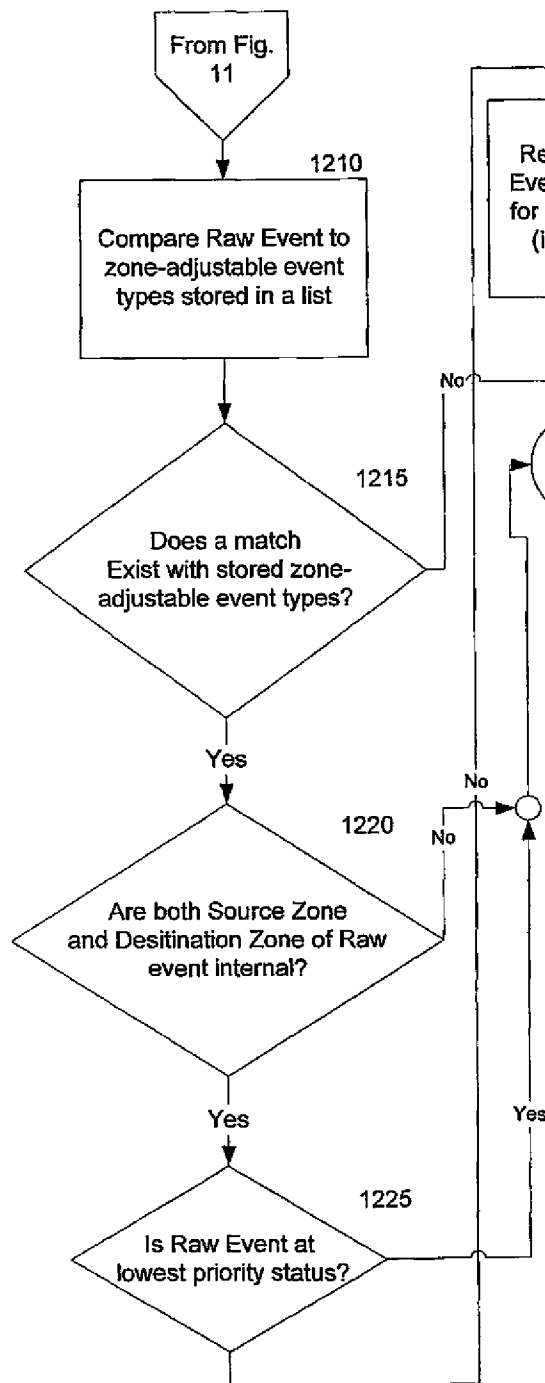 From Fig.
11
1210
Compare Raw Event to
zone-adjustable event
types stored in a list
for
(i
No
1215
Does a match
Exist with stored zone-
adjustable event types?
Yes
No
1220
No
Are both Source Zone
and Desitination Zone of Raw
event internal?
Yes
Yes
1225
Is Raw Event at
lowest priority status?